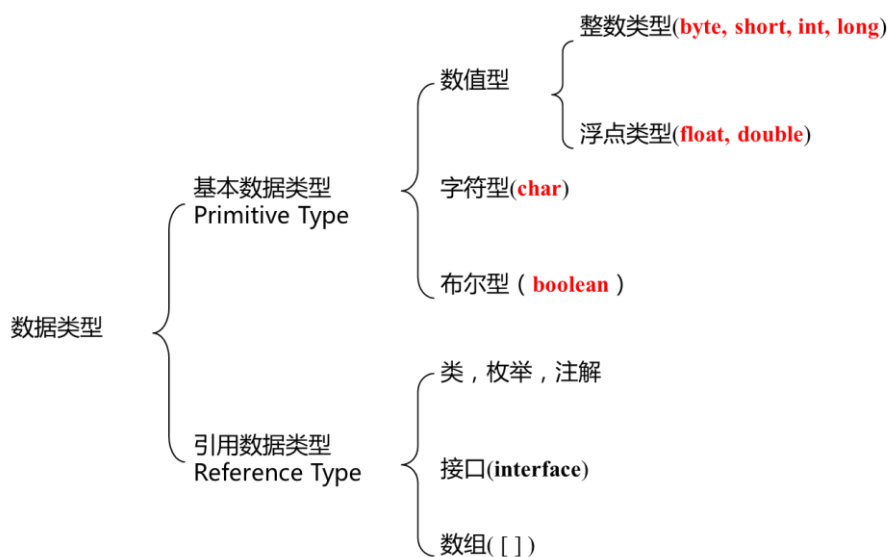 整数类型(byte, short, int, long)
数值型
浮点类型(float, double)
基本数据类型
Primitive Type
字符型(char)
布尔型（boolean）
数据类型
类，枚举，注解
引用数据类型
Reference Type
接口(interface)
数组([ ])